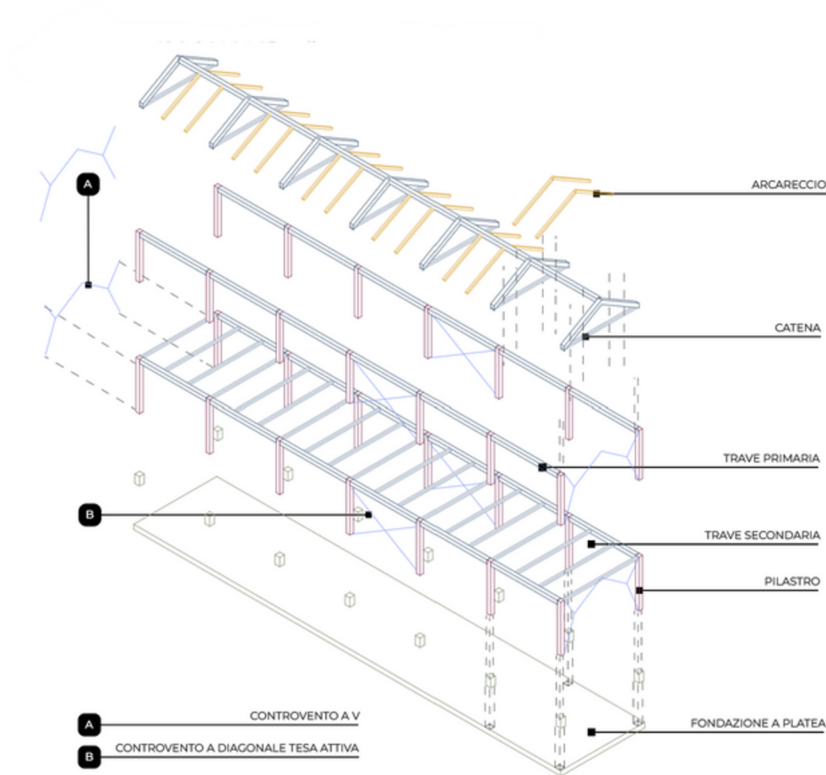 ARCARECCIO
A
CATENA
TRAVE PRIMARIA
B
TRAVE SECONDARIA
PILASTRO
A CONTROVENTO A V
FONDAZIONE A PLATEA
B CONTROVENTO A DIAGONALE TESA ATTIVA